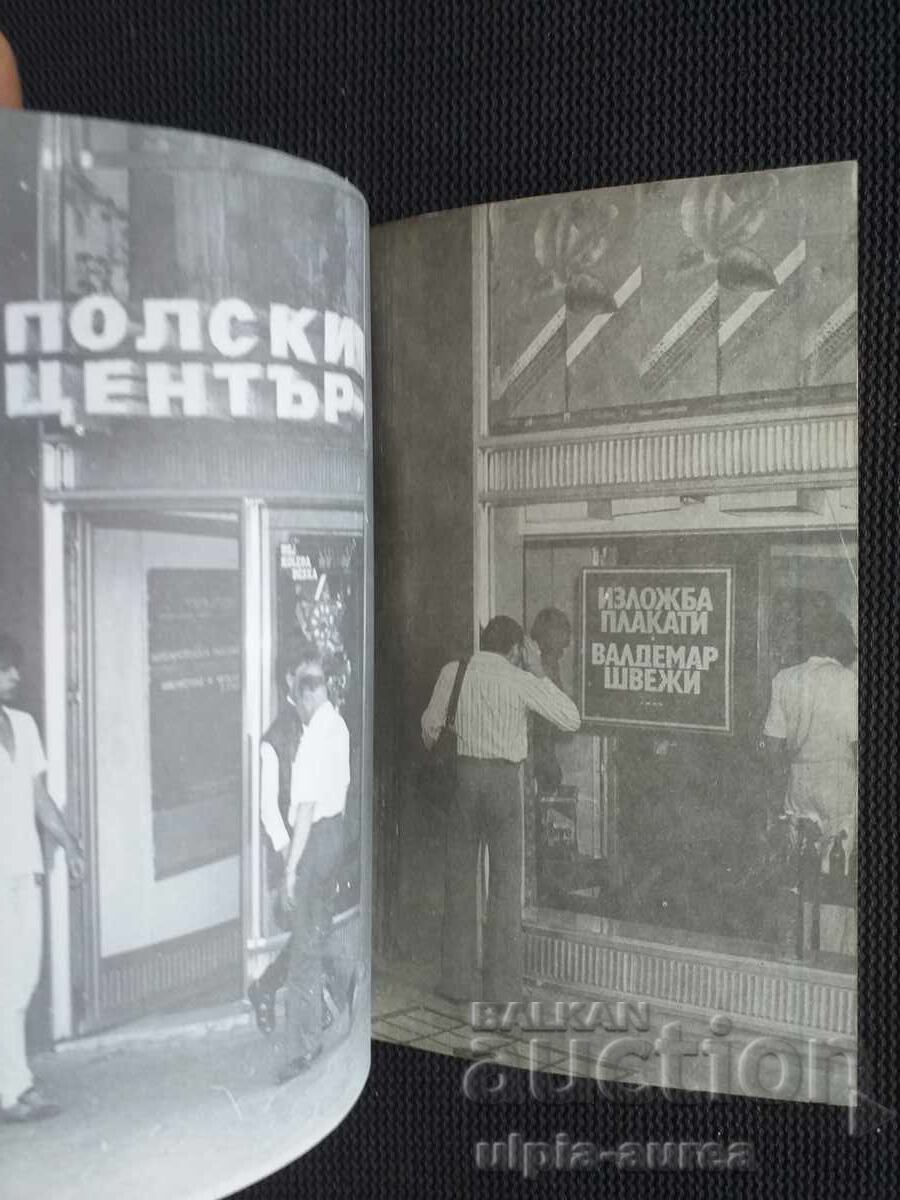 ПОЛСКИ
ЦЕНТЪР
ИЗЛОЖБА
ПЛАКАТИ
ВАЛДЕМАР
ШВЕЖИ
BALKAN
auction
ulpia-aurea